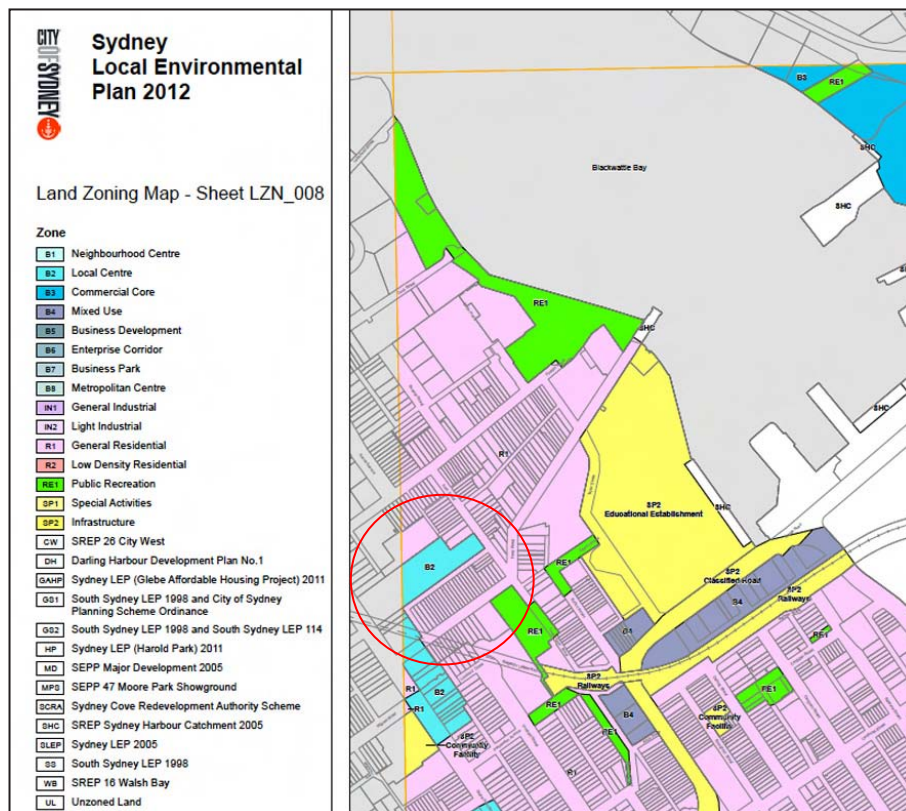 CITY
OF SYDNEY
Sydney
Local Environmental
Plan 2012
Land Zoning Map - Sheet LZN_008
Zone
B1 Neighbourhood Centre
B2 Local Centre
B3 Commercial Core
B4 Mixed Use
B5 Business Development
B6 Enterprise Corridor
B7 Business Park
B8 Metropolitan Centre
IN1 General Industrial
IN2 Light Industrial
R1 General Residential
R2 Low Density Residential
RE1 Public Recreation
SP1 Special Activities
SP2 Infrastructure
CW SREP 26 City West
DH Darling Harbour Development Plan No.1
GAHP Sydney LEP (Glebe Affordable Housing Project) 2011
GS1 South Sydney LEP 1998 and City of Sydney
Planning Scheme Ordinance
GS2 South Sydney LEP 1998 and South Sydney LEP 114
HP Sydney LEP (Harold Park) 2011
MD SEPP Major Development 2005
MPS SEPP 47 Moore Park Showground
SCRA Sydney Cove Redevelopment Authority Scheme
SHC SREP Sydney Harbour Catchment 2005
SLEP Sydney LEP 2005
SS South Sydney LEP 1998
WB SREP 16 Walsh Bay
UL Unzoned Land
B3
RE1
SHC
Blackwattie Bay
SHC
RE1
SHC
SHC
R1
SP2
Educational Establishment
SHC
B2
RE1
SP2
Classified Road
B4
SP2
Railways
RE1
RE1
SP2
Railways
R1
B2
R1
RE1
B4
SP2
Community
Facility
RE1
RE1
SP2
Community
Facility
R1